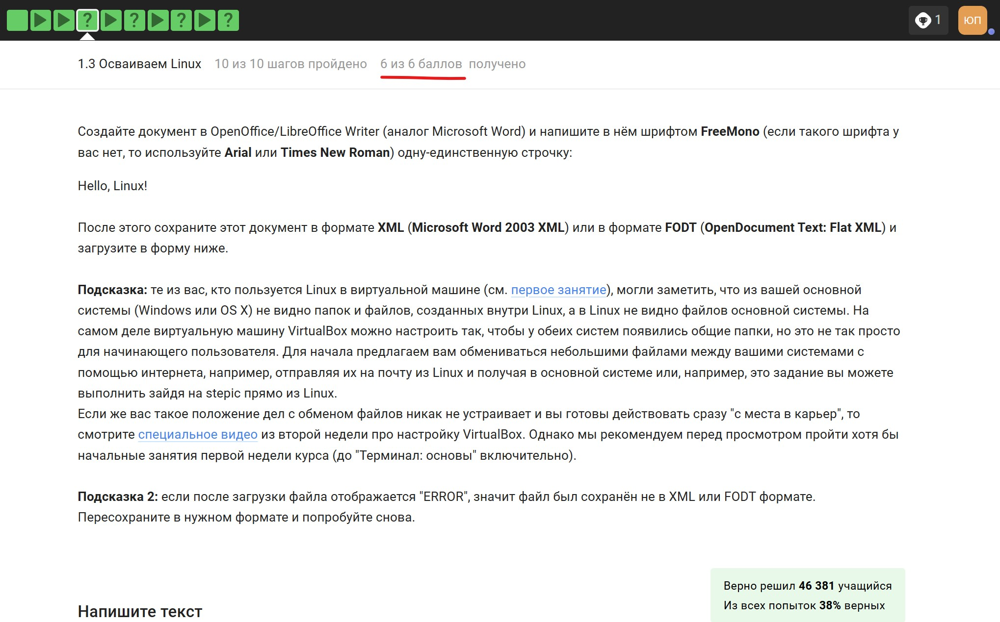 ? ? ? ?
1
ЮП
1.3 Осваиваем Linux 10 из 10 шагов пройдено 6 из 6 баллов получено
Создайте документ в OpenOffice/LibreOffice Writer (аналог Microsoft Word) и напишите в нём шрифтом FreeMono (если такого шрифта у
вас нет, то используйте Arial или Times New Roman) одну-единственную строчку:
Hello, Linux!
После этого сохраните этот документ в формате XML (Microsoft Word 2003 XML) или в формате FODT (OpenDocument Text: Flat XML) и
загрузите в форму ниже.
Подсказка: те из вас, кто пользуется Linux в виртуальной машине (см. первое занятие), могли заметить, что из вашей основной
системы (Windows или OS X) не видно папок и файлов, созданных внутри Linux, а в Linux не видно файлов основной системы. На
самом деле виртуальную машину VirtualBox можно настроить так, чтобы у обеих систем появились общие папки, но это не так просто
для начинающего пользователя. Для начала предлагаем вам обмениваться небольшими файлами между вашими системами с
помощью интернета, например, отправляя их на почту из Linux и получая в основной системе или, например, это задание вы можете
выполнить зайдя на stepic прямо из Linux.
Если же вас такое положение дел с обменом файлов никак не устраивает и вы готовы действовать сразу "с места в карьер", то
смотрите специальное видео из второй недели про настройку VirtualBox. Однако мы рекомендуем перед просмотром пройти хотя бы
начальные занятия первой недели курса (до "Терминал: основы" включительно).
Подсказка 2: если после загрузки файла отображается "ERROR", значит файл был сохранён не в XML или FODT формате.
Пересохраните в нужном формате и попробуйте снова.
Верно решил 46 381 учащийся
Из всех попыток 38% верных
Напишите текст